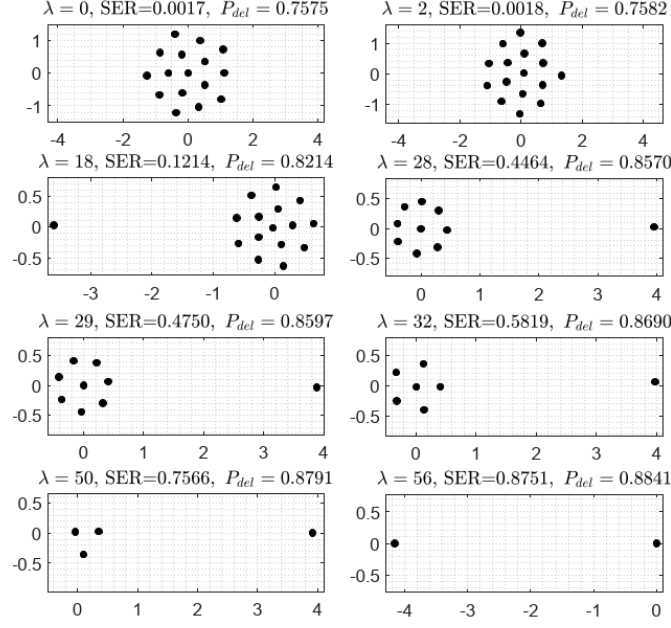 λ = 0, SER=0.0017, P_del = 0.7575
1
0
-1
-4 -2 0 2 4
λ = 2, SER=0.0018, P_del = 0.7582
1
0
-1
-4 -2 0 2 4
λ = 18, SER=0.1214, P_del = 0.8214
0.5
0
-0.5
-3 -2 -1 0
λ = 28, SER=0.4464, P_del = 0.8570
0.5
0
-0.5
0 1 2 3 4
λ = 29, SER=0.4750, P_del = 0.8597
0.5
0
-0.5
0 1 2 3 4
λ = 32, SER=0.5819, P_del = 0.8690
0.5
0
-0.5
0 1 2 3 4
λ = 50, SER=0.7566, P_del = 0.8791
0.5
0
-0.5
0 1 2 3 4
λ = 56, SER=0.8751, P_del = 0.8841
0.5
0
-0.5
-4 -3 -2 -1 0